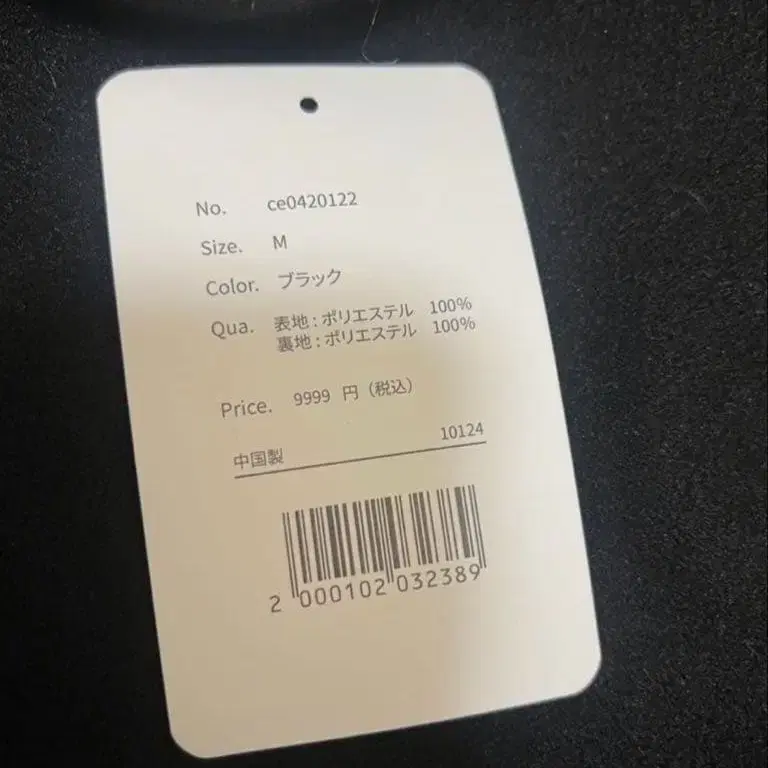 No. ce0420122
Size. M
Color. ブラック
Qua. 表地 : ポリエステル 100%
裏地 : ポリエステル 100%
Price. 9999 円 (税込)
中国製 10124
2 000102 032389